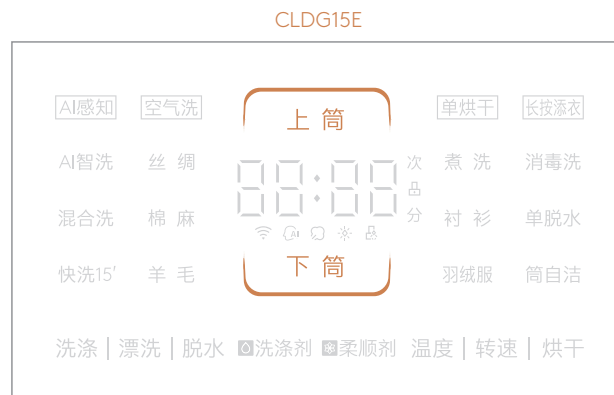 CLDG15E
AI感知 空气洗 上筒 单烘干 长按添衣
AI智洗 丝绸 88:88 次 煮洗 消毒洗
混合洗 棉麻 分 衬衫 单脱水
AI
快洗15' 羊毛 下筒 羽绒服 筒自洁
洗涤 | 漂洗 | 脱水 洗涤剂 柔顺剂 温度 | 转速 | 烘干